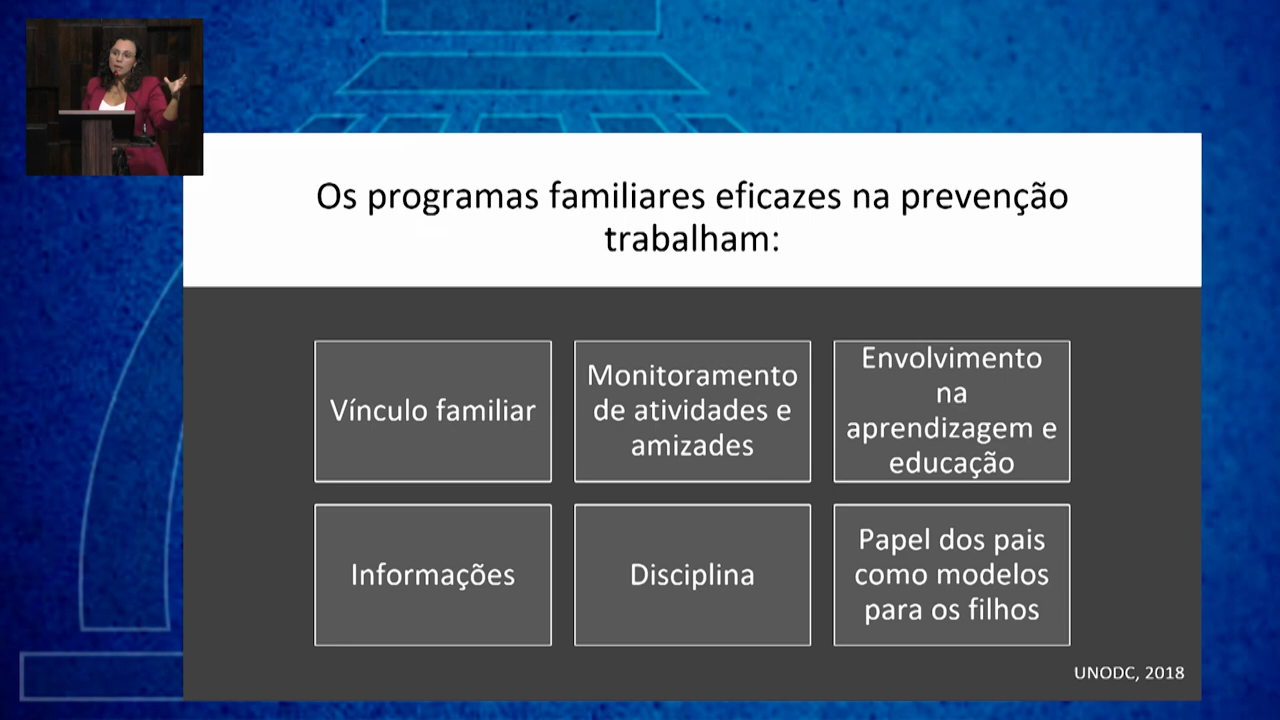 Os programas familiares eficazes na prevenção
trabalham:
Vínculo familiar
Monitoramento
de atividades e
amizades
Envolvimento
na
aprendizagem e
educação
Informações
Disciplina
Papel dos pais
como modelos
para os filhos
UNODC, 2018